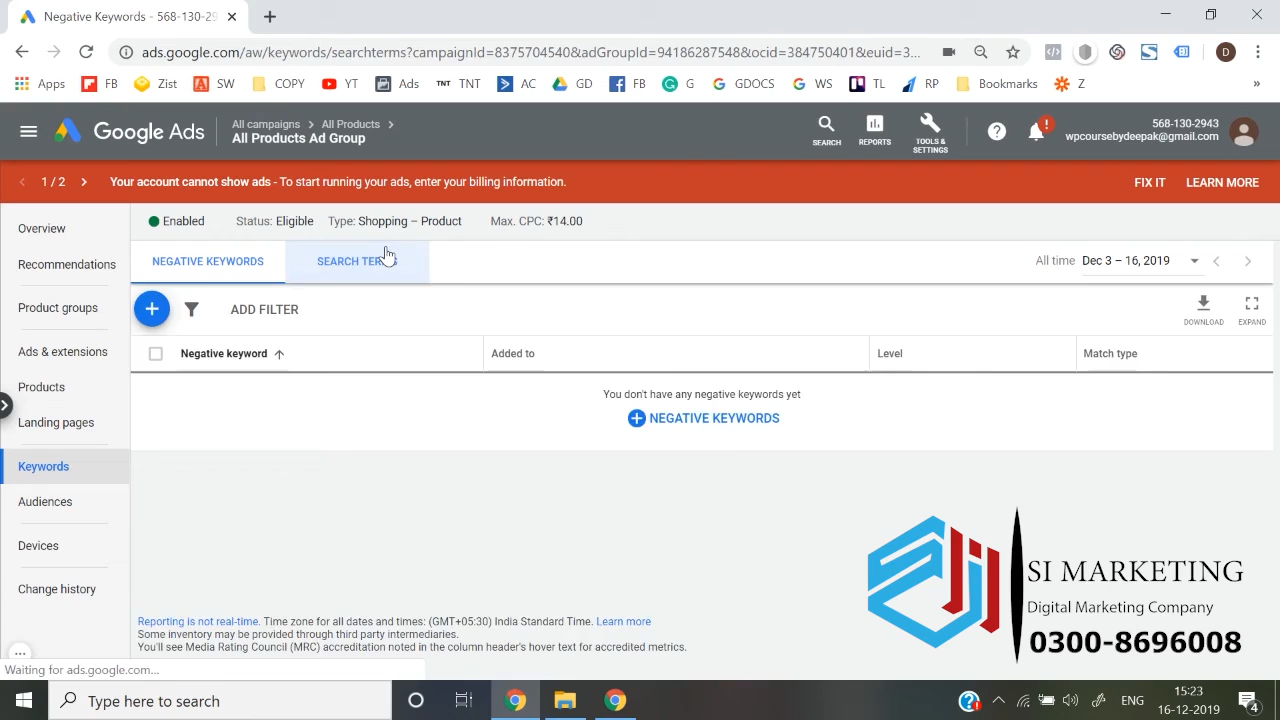 Negative Keywords - 568-130-29
ads.google.com/aw/keywords/searchterms?campaignId=8375704540&adGroupId=94186287548&ocid=384750401&euid=3...
Apps FB Zist SW COPY YT Ads TNT TNT AC GD FB G GDOCS WS TL RP Bookmarks Z »
Google Ads
All campaigns > All Products >
All Products Ad Group
SEARCH
REPORTS
TOOLS &
SETTINGS
568-130-2943
wpcoursebydeepak@gmail.com
1 / 2
Your account cannot show ads - To start running your ads, enter your billing information.
FIX IT LEARN MORE
Overview
Recommendations
Product groups
Ads & extensions
Products
Landing pages
Keywords
Audiences
Devices
Change history
Enabled Status: Eligible Type: Shopping – Product Max. CPC: ₹14.00
NEGATIVE KEYWORDS SEARCH TERMS All time Dec 3 – 16, 2019
ADD FILTER
DOWNLOAD EXPAND
Negative keyword Added to Level Match type
You don't have any negative keywords yet
NEGATIVE KEYWORDS
Reporting is not real-time. Time zone for all dates and times: (GMT+05:30) India Standard Time. Learn more
Some inventory may be provided through third party intermediaries.
You'll see Media Rating Council (MRC) accreditation noted in the column header's hover text for accredited metrics.
SI MARKETING
Digital Marketing Company
0300-8696008
Waiting for ads.google.com...
Type here to search
ENG
15:23
16-12-2019
4